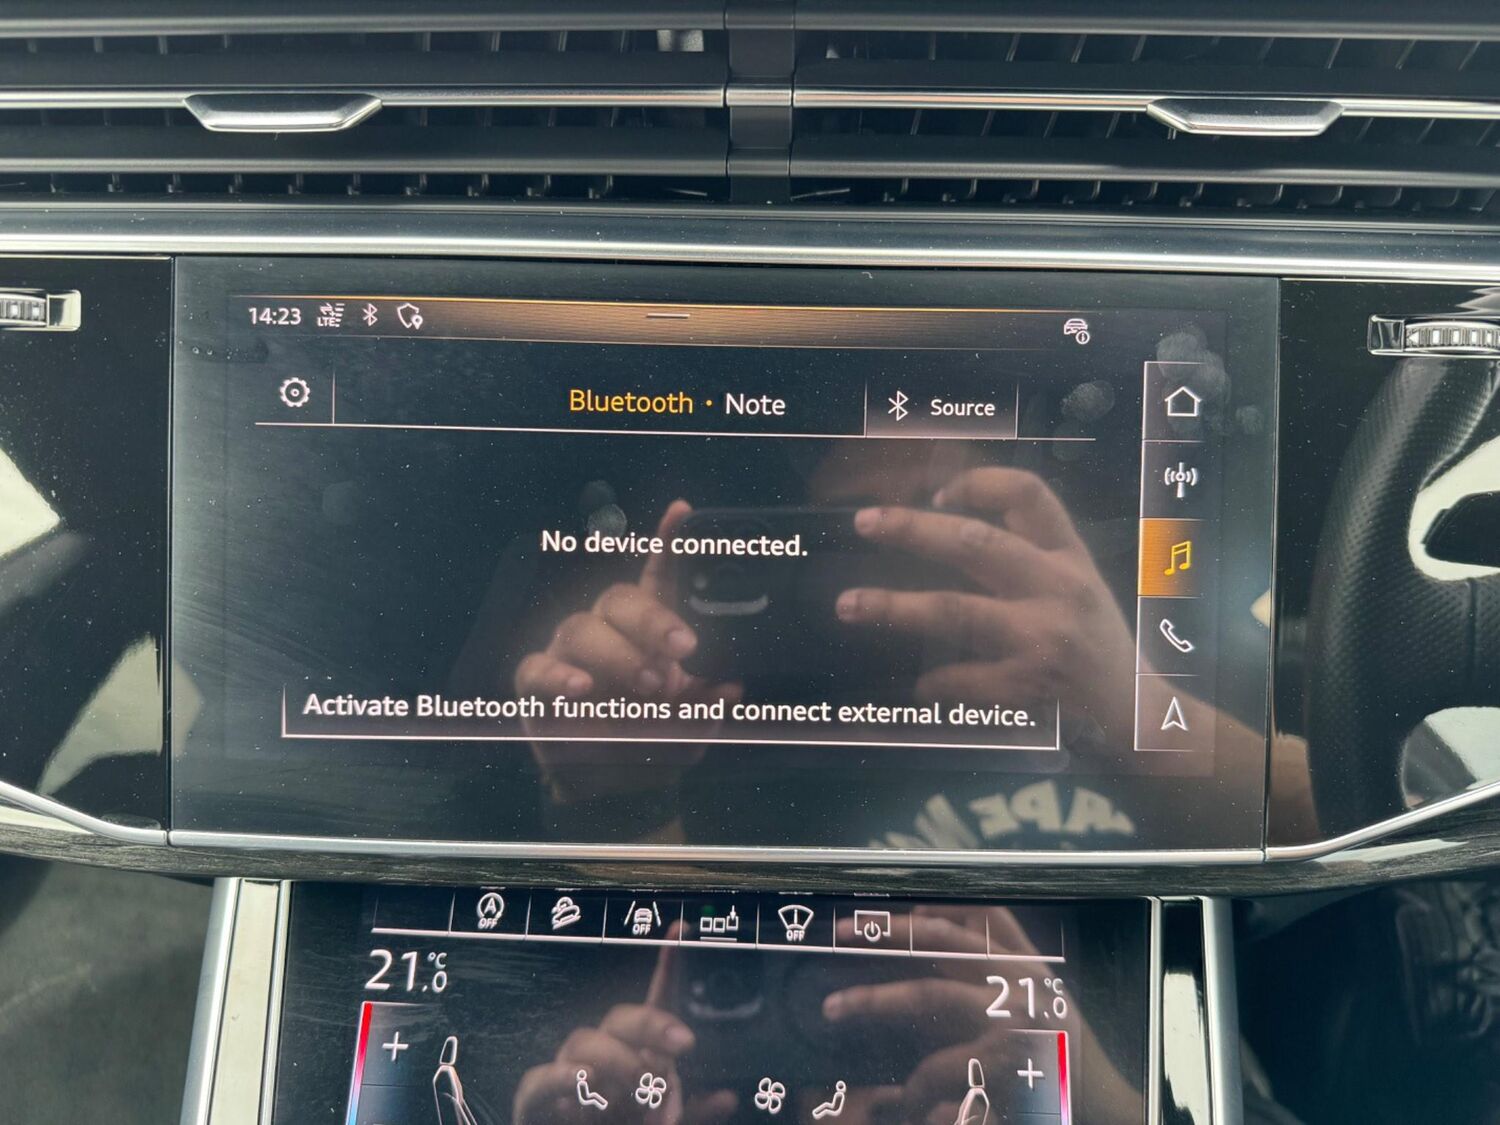 14:23 LTE
Bluetooth · Note
Source
No device connected.
Activate Bluetooth functions and connect external device.
A OFF
OFF
OFF
21.0 °C
21.0 °C